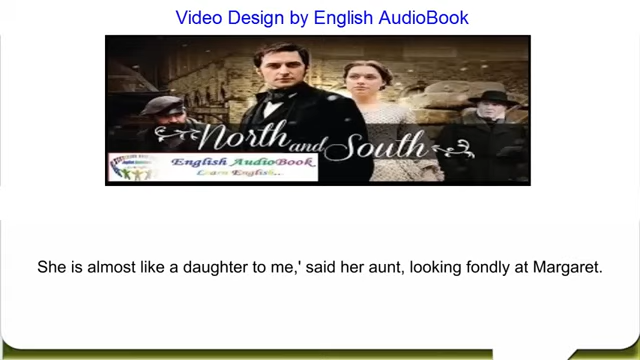 Video Design by English AudioBook
North and South
English AudioBook
Learn English...
She is almost like a daughter to me,' said her aunt, looking fondly at Margaret.